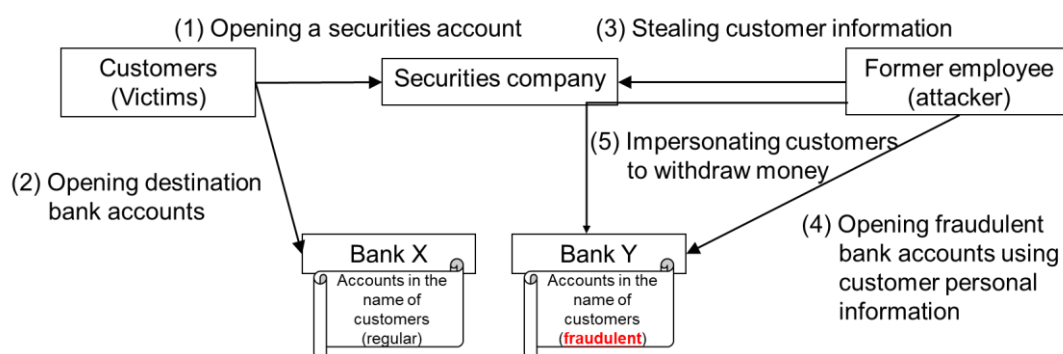 (1) Opening a securities account
(3) Stealing customer information
Customers
(Victims)
Securities company
Former employee
(attacker)
(5) Impersonating customers
to withdraw money
(2) Opening destination
bank accounts
(4) Opening fraudulent
bank accounts using
customer personal
information
Bank X
Accounts in the
name of
customers
(regular)
Bank Y
Accounts in the
name of
customers
(fraudulent)